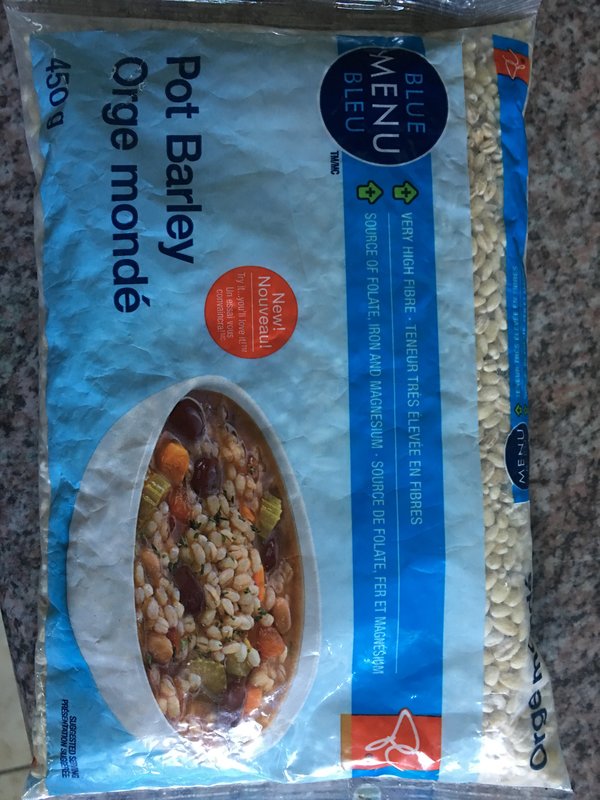 BLUE
MENU
BLEU
TM/MC
VERY HIGH FIBRE · TENEUR TRÈS ÉLEVÉE EN FIBRES
SOURCE OF FOLATE, IRON AND MAGNESIUM · SOURCE DE FOLATE, FER ET MAGNÉSIUM
Pot Barley
Orge mondé
450 g
New!
Nouveau!
Try it...you'll love it!
Un essai vous
convaincra!
SUGGESTED SERVING
PRÉSENTATION SUGGÉRÉE
MENU
Orge